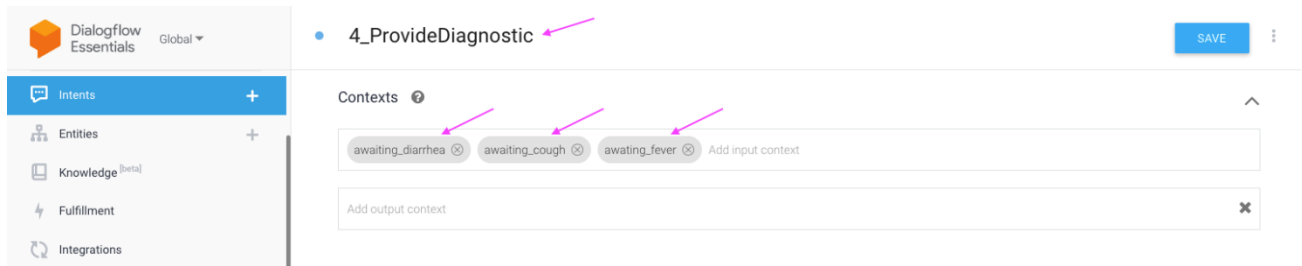 Dialogflow
Essentials
Global
4_ProvideDiagnostic
SAVE
Intents
Contexts
awaiting_diarrhea awaiting_cough awating_fever Add input context
Entities
Knowledge [beta]
Add output context
Fulfillment
Integrations